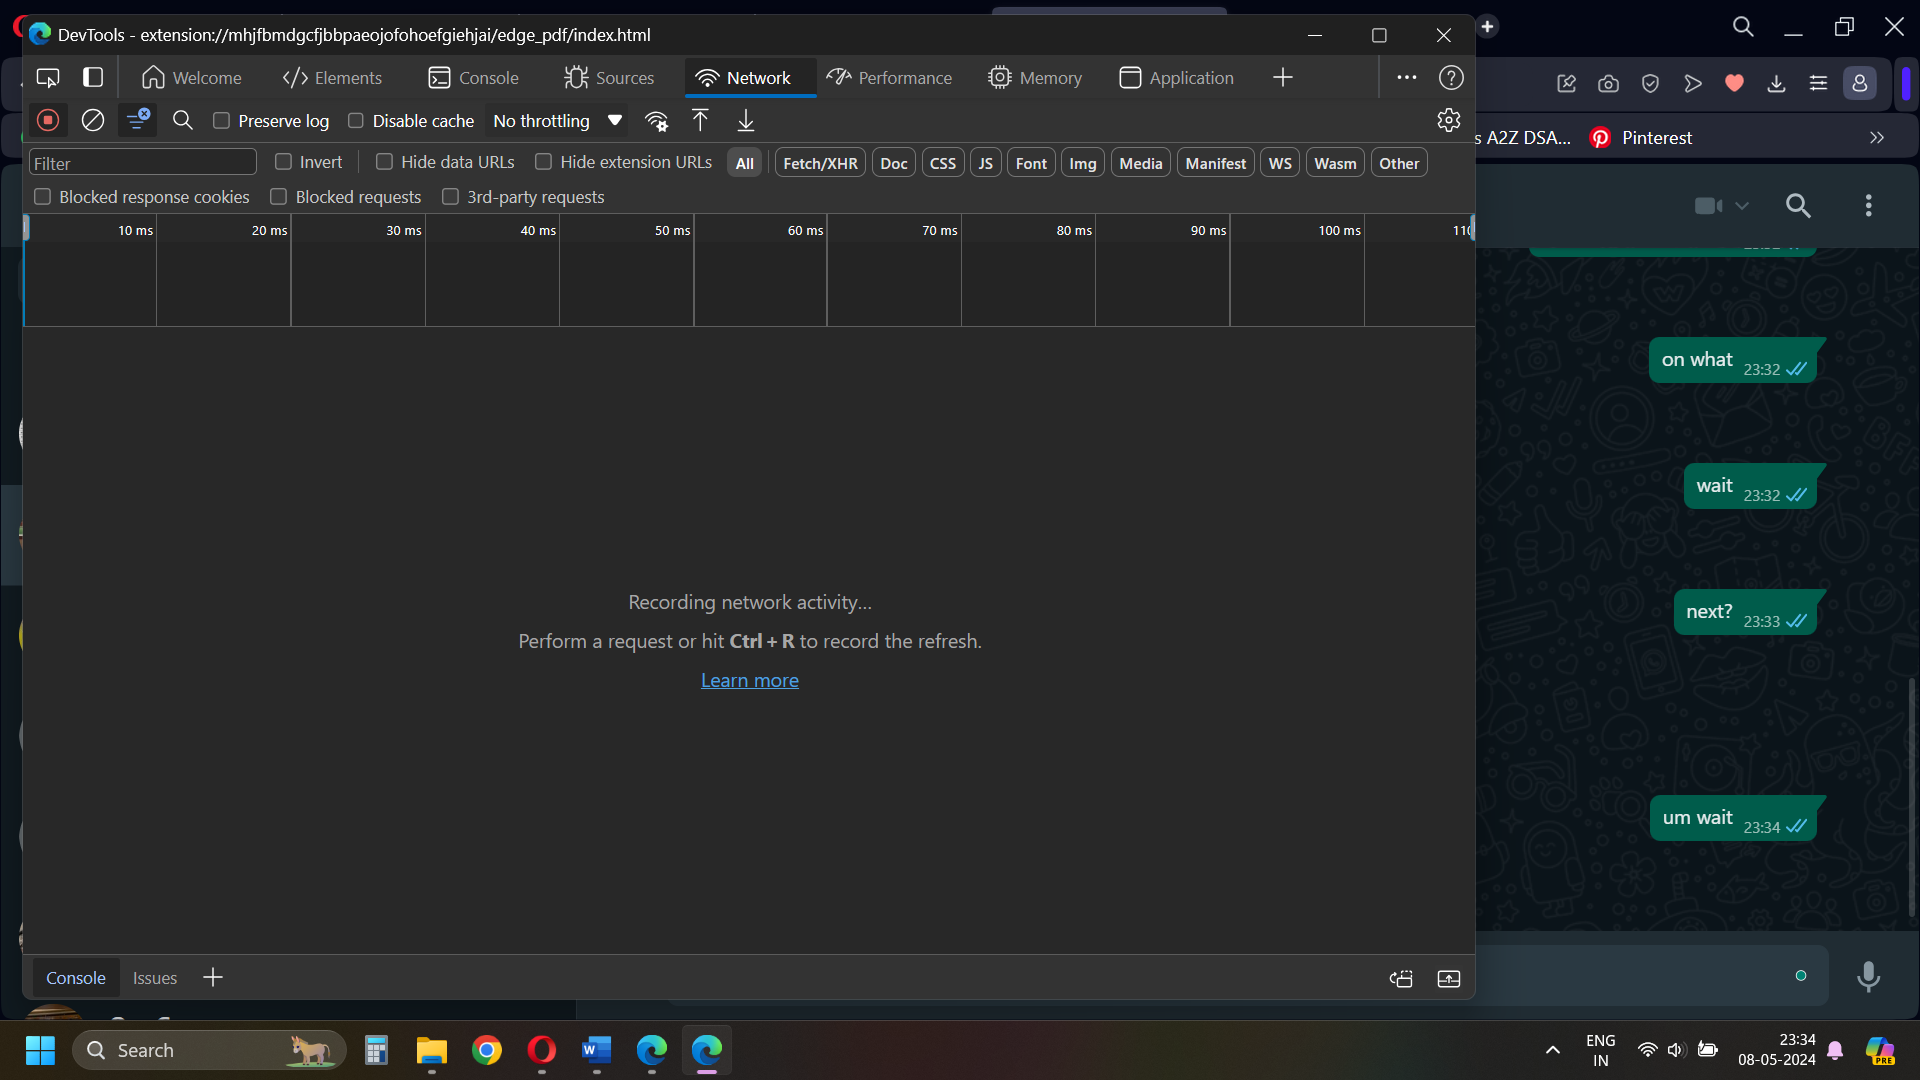 DevTools - extension://mhjfbmdgcfjbbpaeojofohoefgiehjai/edge_pdf/index.html
Welcome
Elements
Console
Sources
Network
Performance
Memory
Application
Preserve log
Disable cache
No throttling
Filter
Invert
Hide data URLs
Hide extension URLs
All
Fetch/XHR
Doc
CSS
JS
Font
Img
Media
Manifest
WS
Wasm
Other
Blocked response cookies
Blocked requests
3rd-party requests
10 ms
20 ms
30 ms
40 ms
50 ms
60 ms
70 ms
80 ms
90 ms
100 ms
Recording network activity...
Perform a request or hit Ctrl + R to record the refresh.
Learn more
Console
Issues
s A2Z DSA...
Pinterest
on what 23:32
wait 23:32
next? 23:33
um wait 23:34
Search
W
ENG
IN
23:34
08-05-2024
PRE